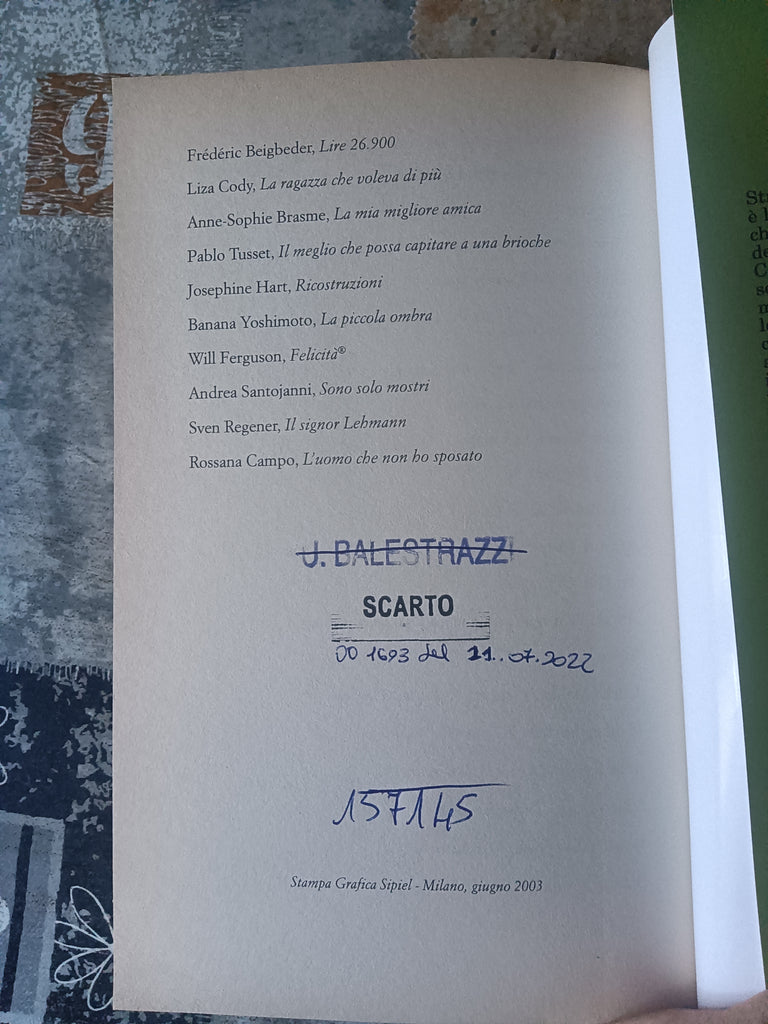 Frédéric Beigbeder, Lire 26.900
Liza Cody, La ragazza che voleva di più
Anne-Sophie Brasme, La mia migliore amica
Pablo Tusset, Il meglio che possa capitare a una brioche
Josephine Hart, Ricostruzioni
Banana Yoshimoto, La piccola ombra
Will Ferguson, Felicità®
Andrea Santojanni, Sono solo mostri
Sven Regener, Il signor Lehmann
Rossana Campo, L'uomo che non ho sposato
U. BALESTRAZZI
SCARTO
DD 1693 del 21.07.2022
157145
Stampa Grafica Sipiel - Milano, giugno 2003